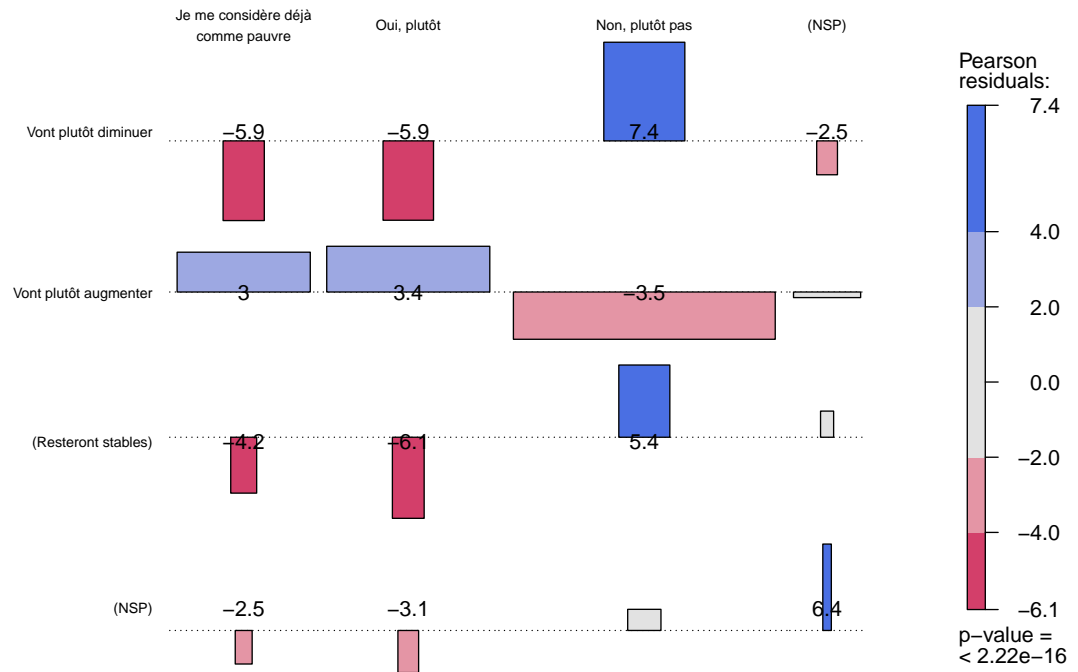 Je me considère déjà
comme pauvre
Oui, plutôt
Non, plutôt pas
(NSP)
Pearson
residuals:
7.4
4.0
2.0
0.0
−2.0
−4.0
−6.1
p−value =
< 2.22e−16
Vont plutôt diminuer
−5.9
−5.9
7.4
−2.5
Vont plutôt augmenter
3
3.4
−3.5
(Resteront stables)
−4.2
−6.1
5.4
(NSP)
−2.5
−3.1
6.4